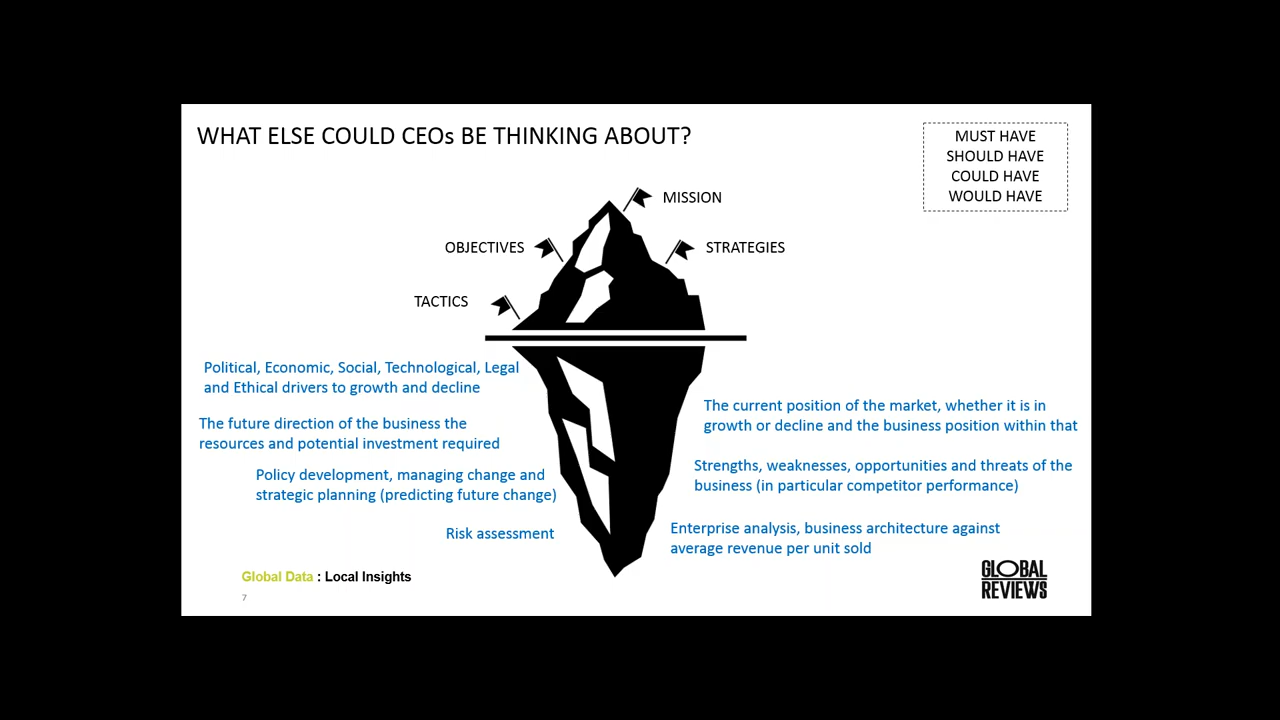 WHAT ELSE COULD CEOs BE THINKING ABOUT?
MUST HAVE
SHOULD HAVE
COULD HAVE
WOULD HAVE
MISSION
OBJECTIVES
STRATEGIES
TACTICS
Political, Economic, Social, Technological, Legal
and Ethical drivers to growth and decline
The future direction of the business the
resources and potential investment required
Policy development, managing change and
strategic planning (predicting future change)
Risk assessment
The current position of the market, whether it is in
growth or decline and the business position within that
Strengths, weaknesses, opportunities and threats of the
business (in particular competitor performance)
Enterprise analysis, business architecture against
average revenue per unit sold
Global Data : Local Insights
7
GLOBAL
REVIEWS